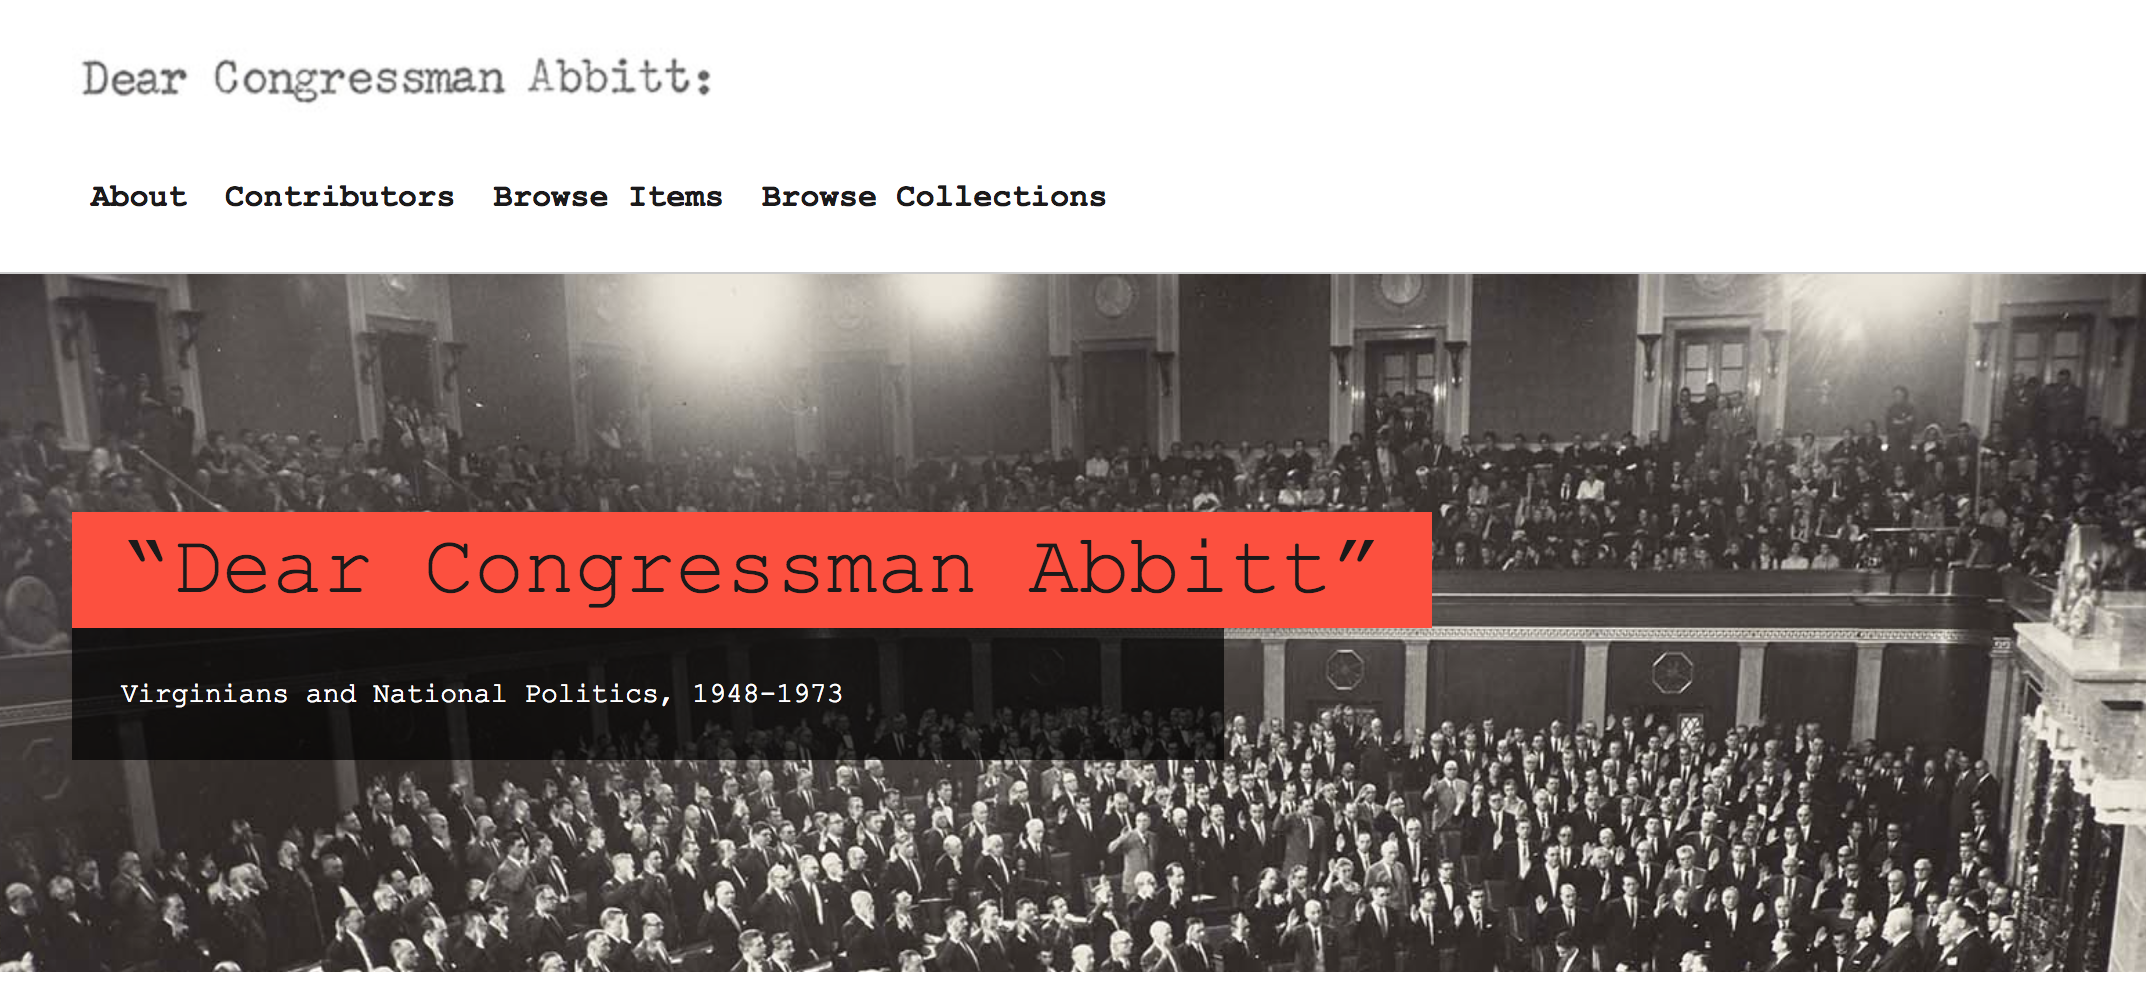 Dear Congressman Abbitt:
About Contributors Browse Items Browse Collections
“Dear Congressman Abbitt”
Virginians and National Politics, 1948-1973